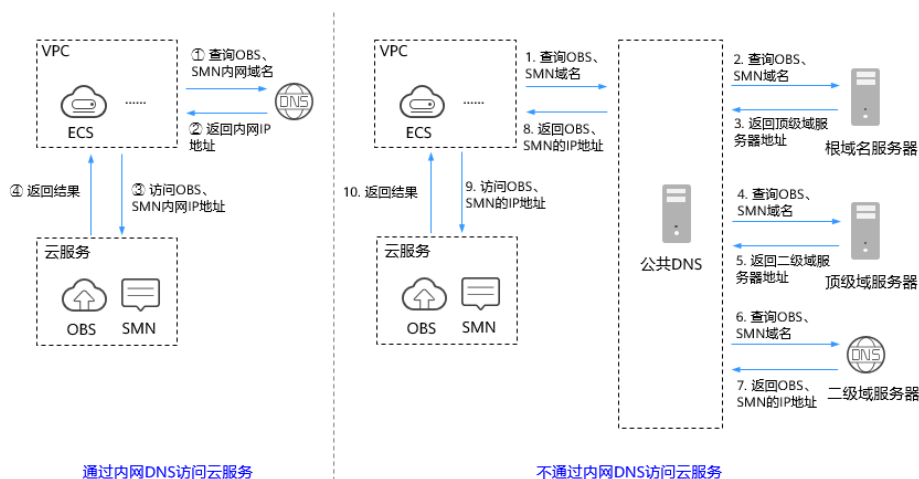 VPC
ECS
......
① 查询OBS、
SMN内网域名
DNS
② 返回内网IP
地址
④ 返回结果
③ 访问OBS、
SMN内网IP地址
云服务
OBS
SMN
通过内网DNS访问云服务
VPC
ECS
......
1. 查询OBS、
SMN域名
8. 返回OBS、
SMN的IP地址
10. 返回结果
9. 访问OBS、
SMN的IP地址
云服务
OBS
SMN
公共DNS
2. 查询OBS、
SMN域名
3. 返回顶级域服
务器地址
根域名服务器
4. 查询OBS、
SMN域名
5. 返回二级域服
务器地址
顶级域服务器
6. 查询OBS、
SMN域名
DNS
7. 返回OBS、
SMN的IP地址
二级域服务器
不通过内网DNS访问云服务